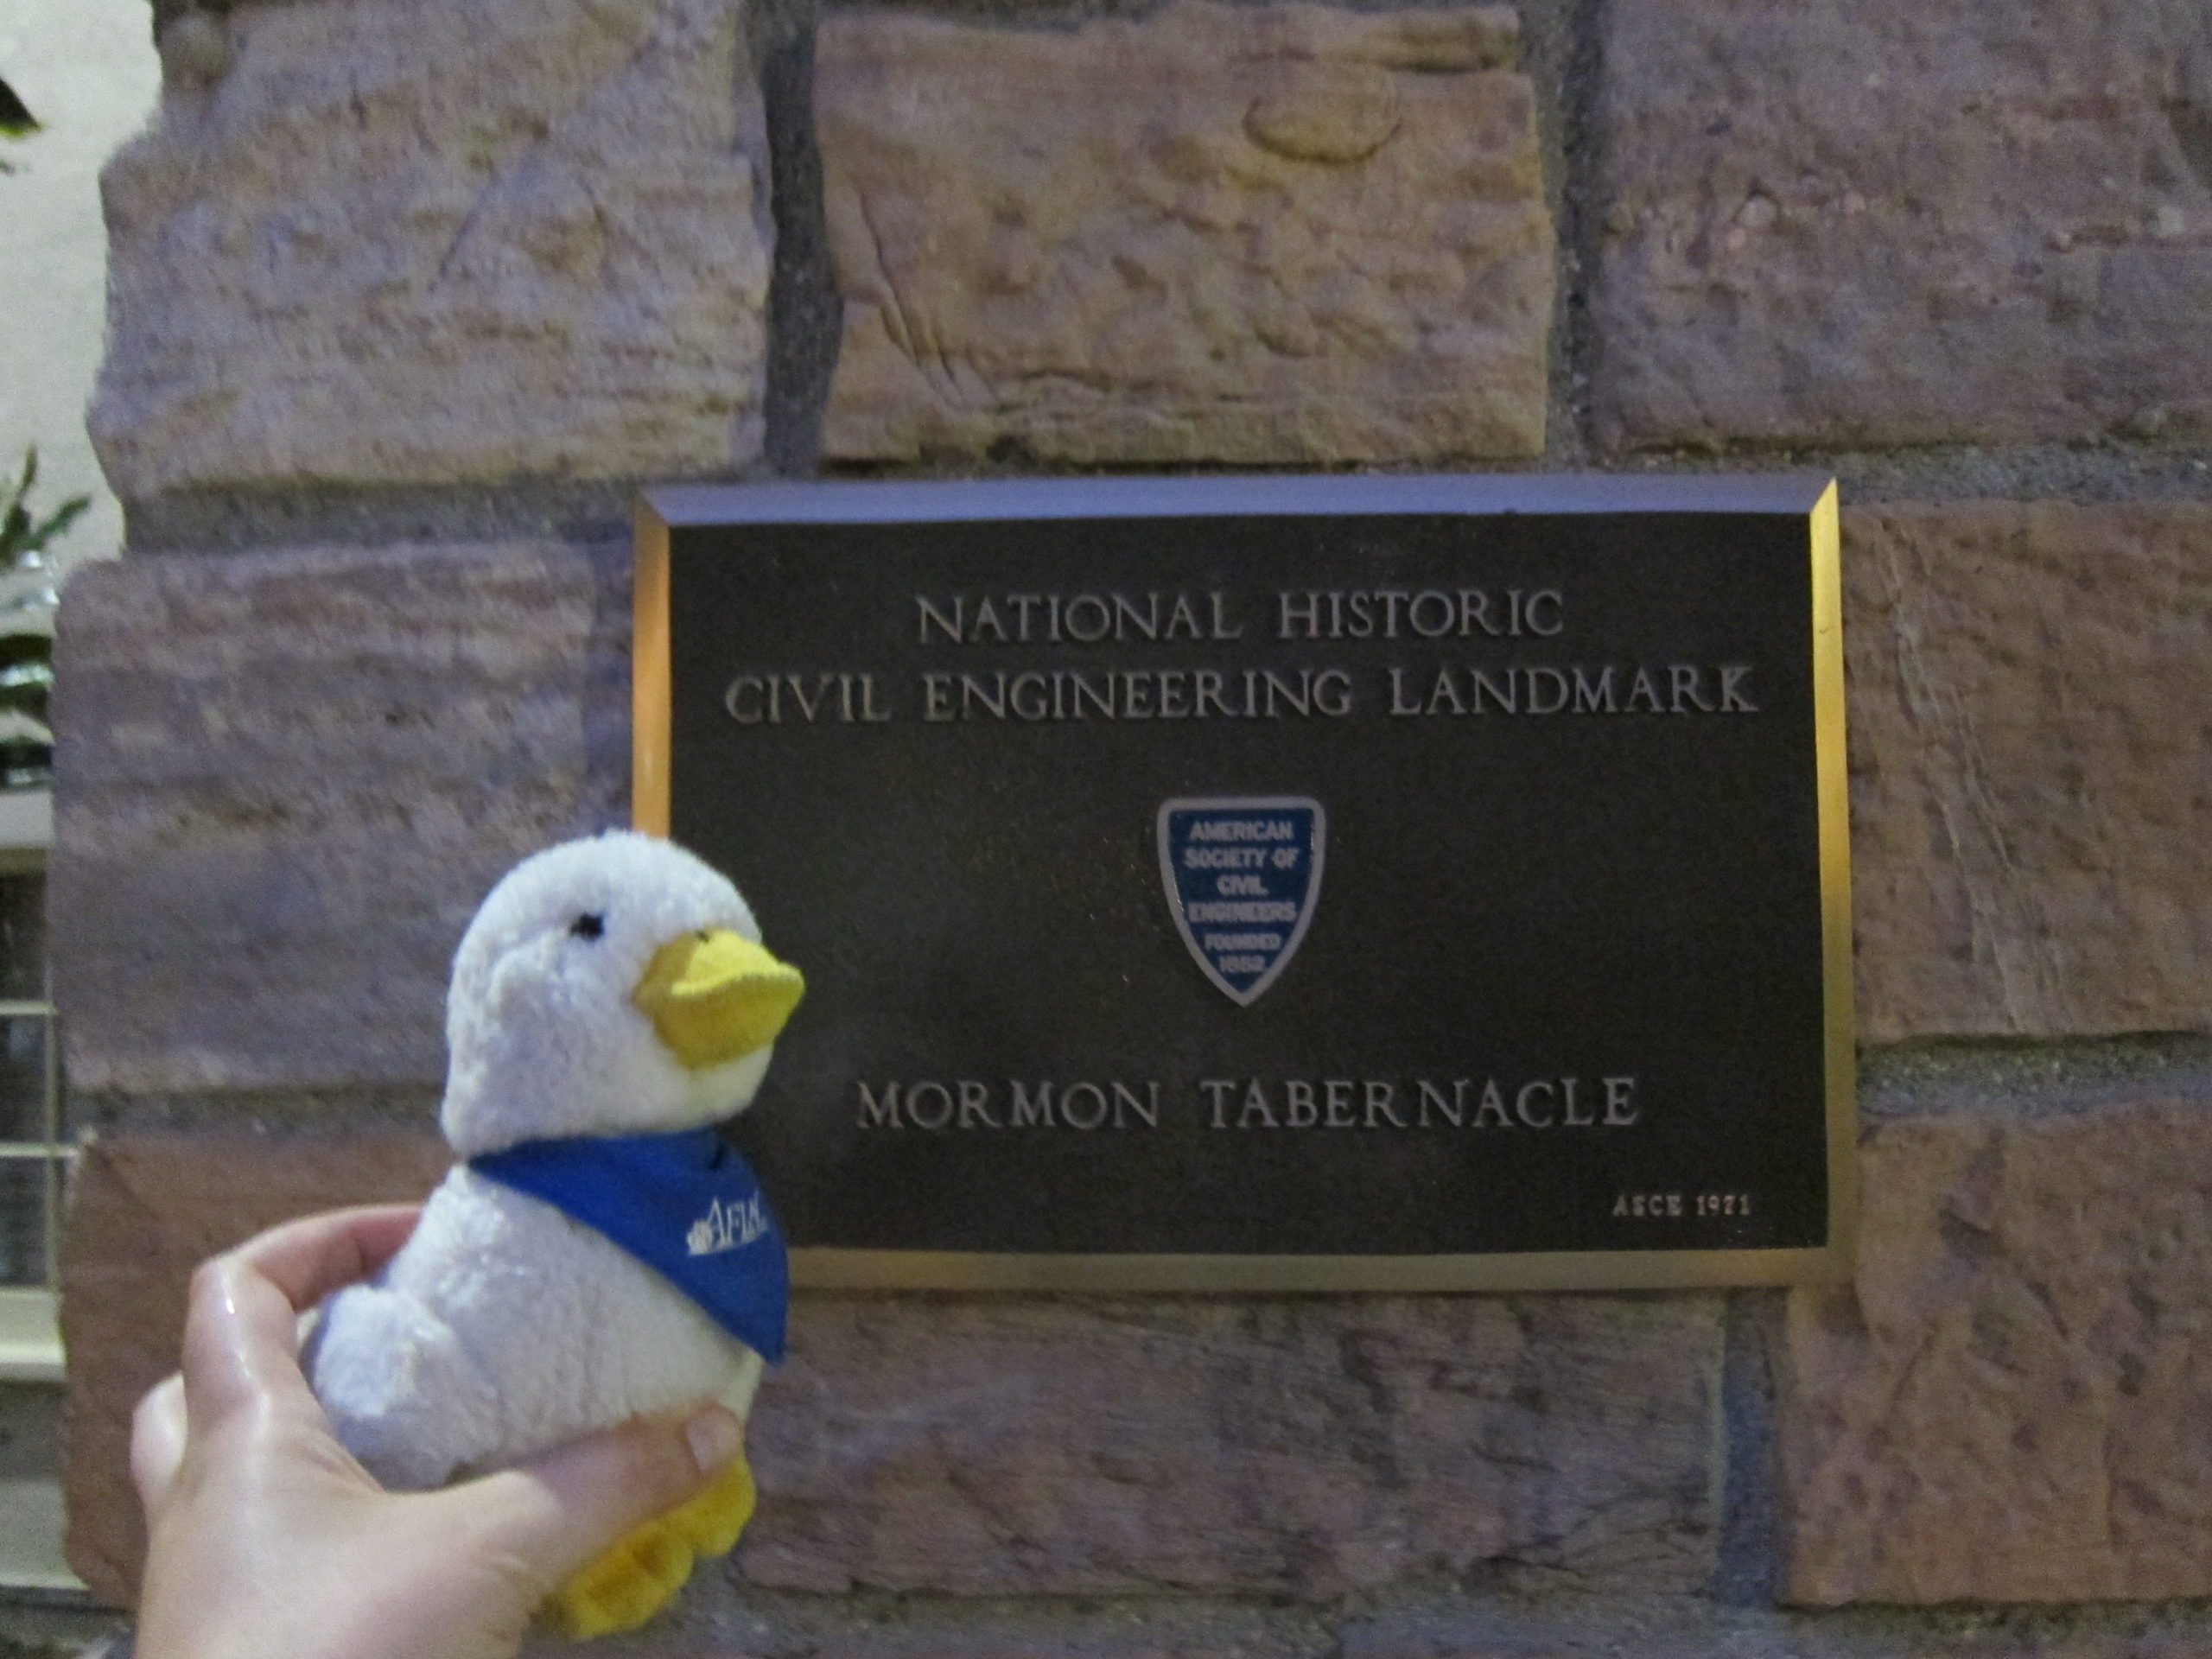 NATIONAL HISTORIC
CIVIL ENGINEERING LANDMARK
AMERICAN
SOCIETY OF
CIVIL
ENGINEERS
FOUNDED
1852
MORMON TABERNACLE
ASCE 1971
AFLAC